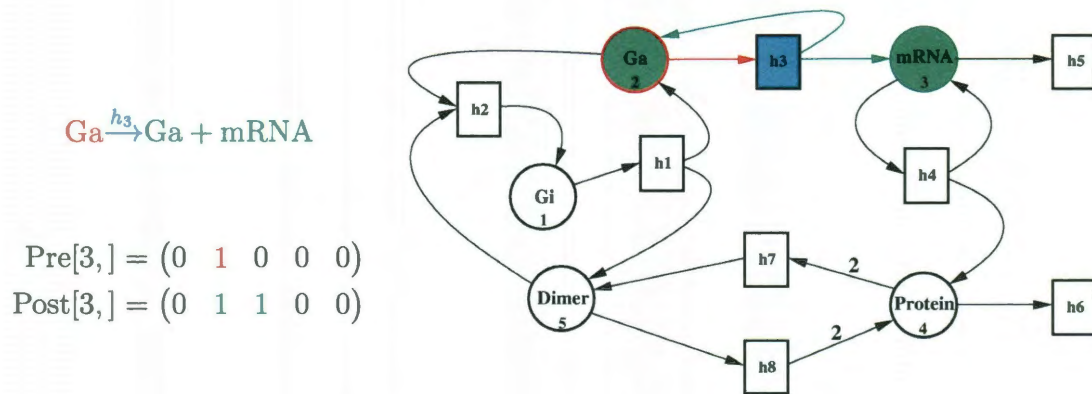 Ga h₃→ Ga + mRNA
Pre[3,] = (0 1 0 0 0)
Post[3,] = (0 1 1 0 0)
Ga
2
h3
mRNA
3
h5
h2
h1
h4
Gi
1
h7
2
Dimer
5
Protein
4
h6
2
h8